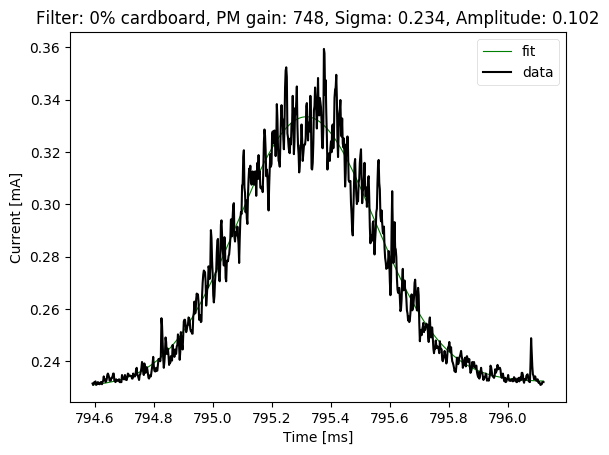 Filter: 0% cardboard, PM gain: 748, Sigma: 0.234, Amplitude: 0.102
fit
data
0.36
0.34
0.32
0.30
0.28
0.26
0.24
Current [mA]
794.6 794.8 795.0 795.2 795.4 795.6 795.8 796.0
Time [ms]